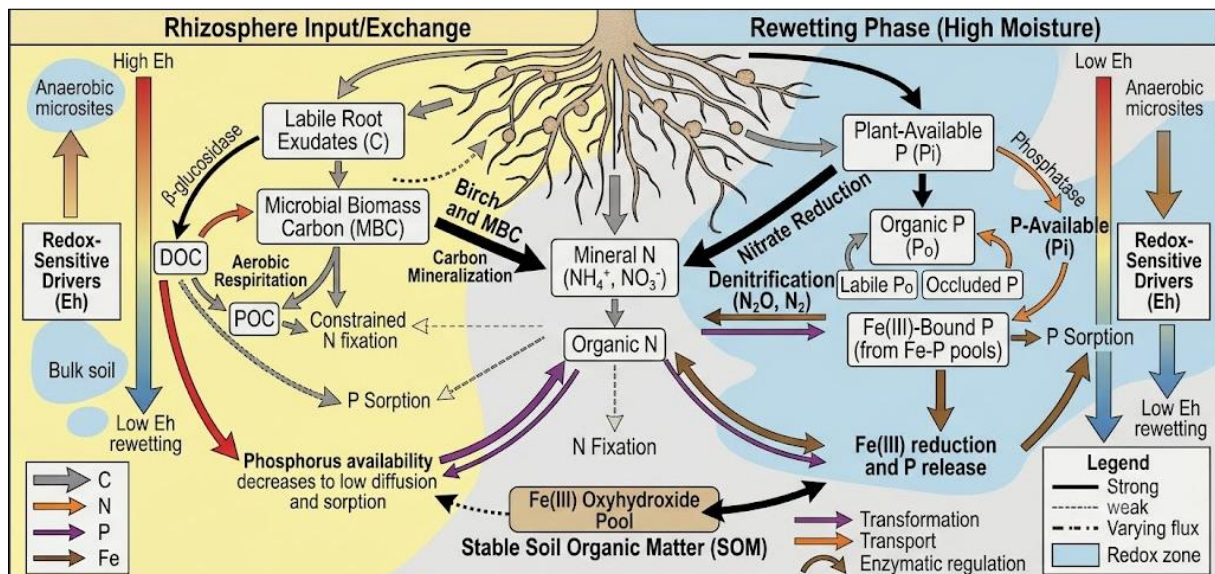 Rhizosphere Input/Exchange
Rewetting Phase (High Moisture)
High Eh
Anaerobic
microsites
Redox-
Sensitive
Drivers
(Eh)
Bulk soil
Low Eh
rewetting
β-glucosidase
Labile Root
Exudates (C)
Microbial Biomass
Carbon (MBC)
DOC
Aerobic
Respiritation
POC
Constrained
N fixation
P Sorption
Birch
and MBC
Carbon
Mineralization
Phosphorus availability
decreases to low diffusion
and sorption
Mineral N
(NH₄⁺, NO₃⁻)
Organic N
N Fixation
Fe(III) Oxyhydroxide
Pool
Stable Soil Organic Matter (SOM)
Plant-Available
P (Pi)
Phosphatase
Nitrate Reduction
Organic P
(Po)
P-Available
(Pi)
Labile Po
Occluded P
Denitrification
(N₂O, N₂)
Fe(III)-Bound P
(from Fe-P pools)
P Sorption
Fe(III) reduction
and P release
Low Eh
Anaerobic
microsites
Redox-
Sensitive
Drivers
(Eh)
Low Eh
rewetting
C
N
P
Fe
Transformation
Transport
Enzymatic regulation
Legend
Strong
weak
Varying flux
Redox zone